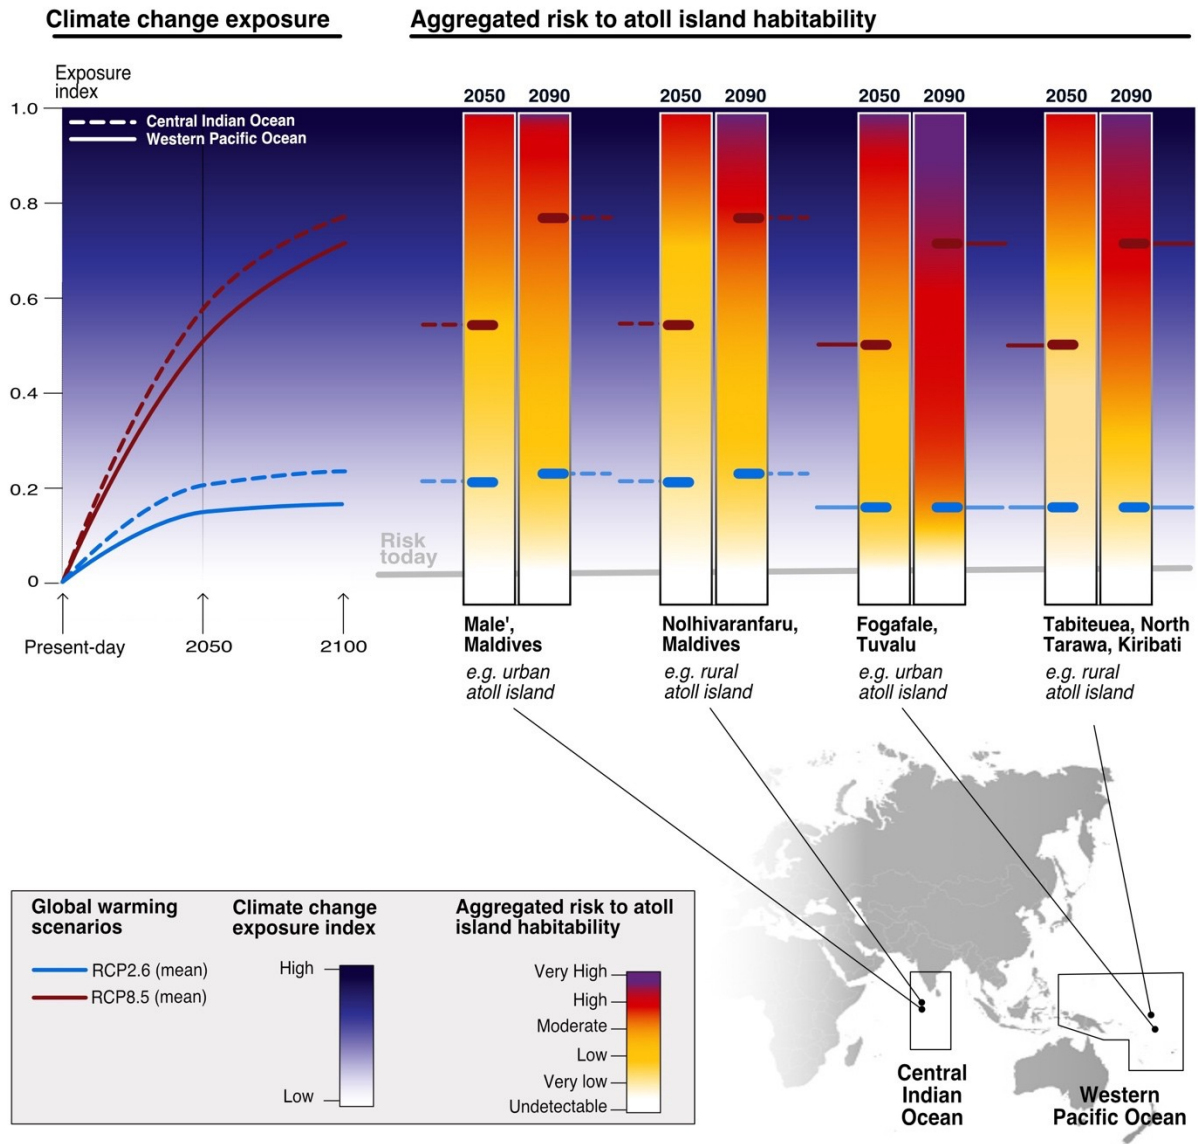 Climate change exposure
Aggregated risk to atoll island habitability
Exposure
index
1.0
0.8
0.6
0.4
0.2
0
Central Indian Ocean
Western Pacific Ocean
Present-day
2050
2100
2050 2090
2050 2090
2050 2090
2050 2090
Risk
today
Male',
Maldives
e.g. urban
atoll island
Nolhivaranfaru,
Maldives
e.g. rural
atoll island
Fogafale,
Tuvalu
e.g. urban
atoll island
Tabiteuea, North
Tarawa, Kiribati
e.g. rural
atoll island
Global warming
scenarios
RCP2.6 (mean)
RCP8.5 (mean)
Climate change
exposure index
High
Low
Aggregated risk to atoll
island habitability
Very High
High
Moderate
Low
Very low
Undetectable
Central
Indian
Ocean
Western
Pacific Ocean